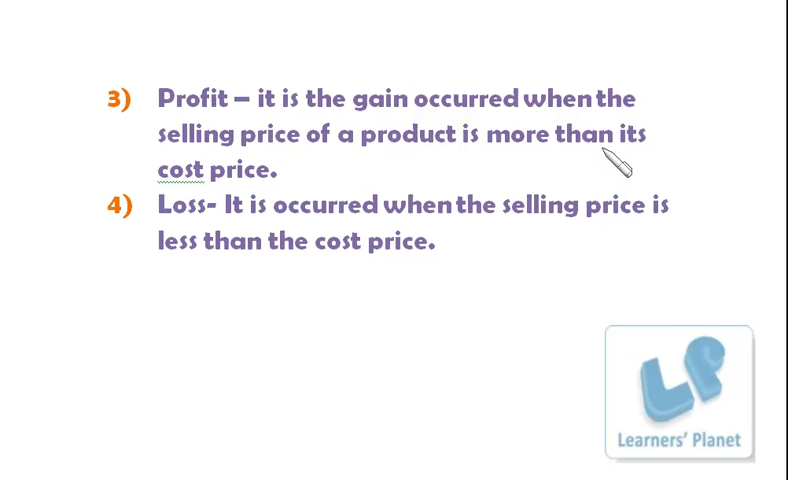 3) Profit – it is the gain occurred when the
selling price of a product is more than its
cost price.
4) Loss- It is occurred when the selling price is
less than the cost price.
LP
Learners' Planet